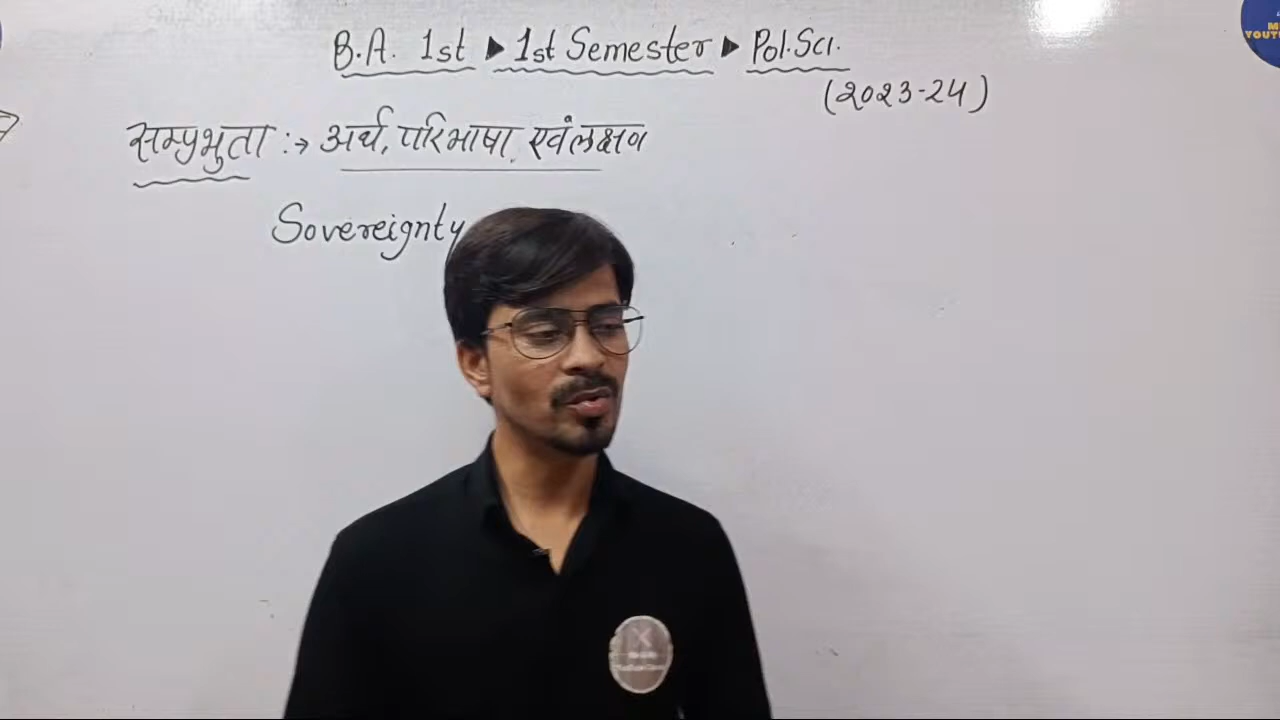 B.A. 1st ▶ 1st Semester ▶ Pol.Sci.
(2023-24)
सम्प्रभुता :→ अर्थ, परिभाषा एवं लक्षण
Sovereignty